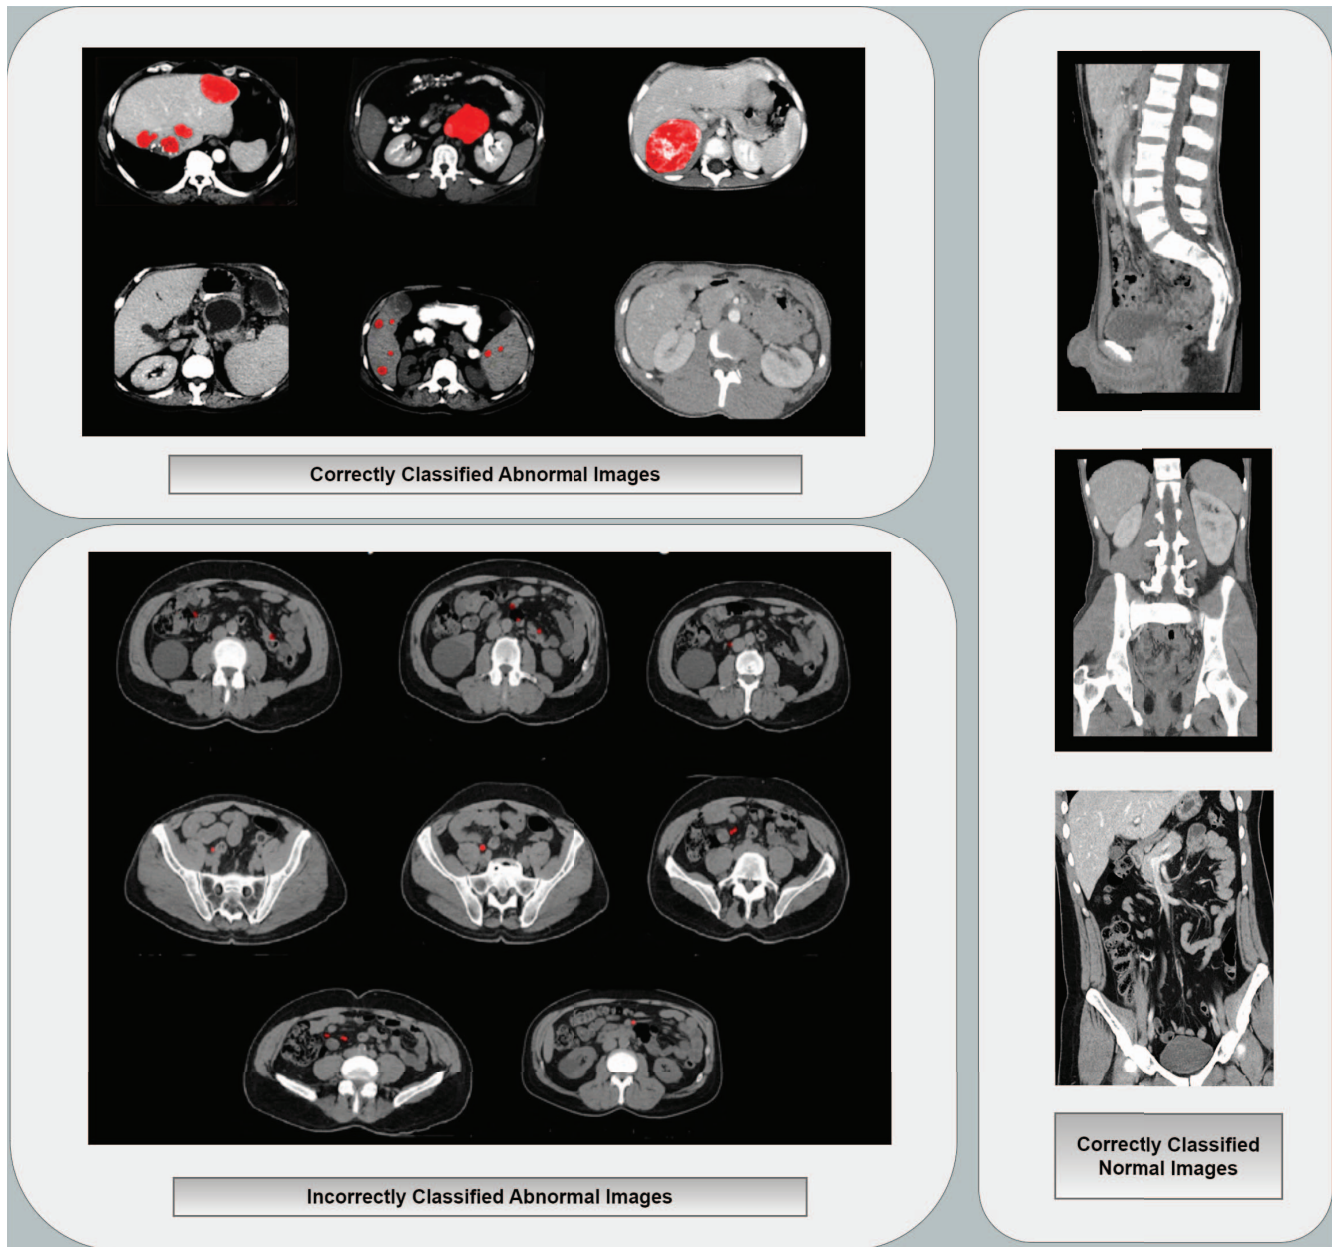 Correctly Classified Abnormal Images
Incorrectly Classified Abnormal Images
Correctly Classified
Normal Images